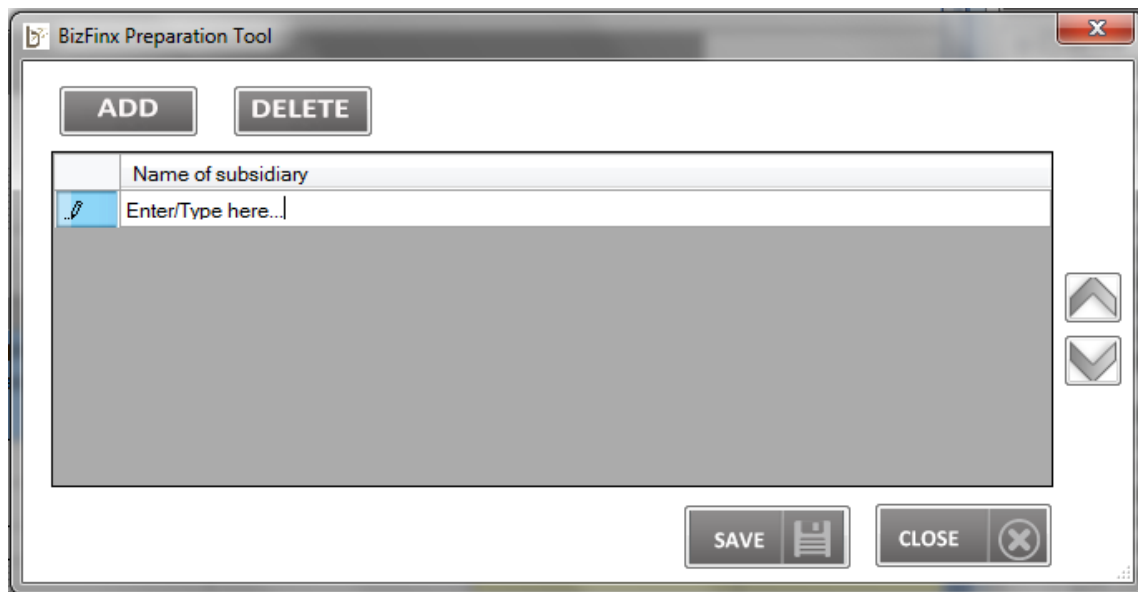 BizFinx Preparation Tool
ADD DELETE
Name of subsidiary
Enter/Type here...
SAVE CLOSE